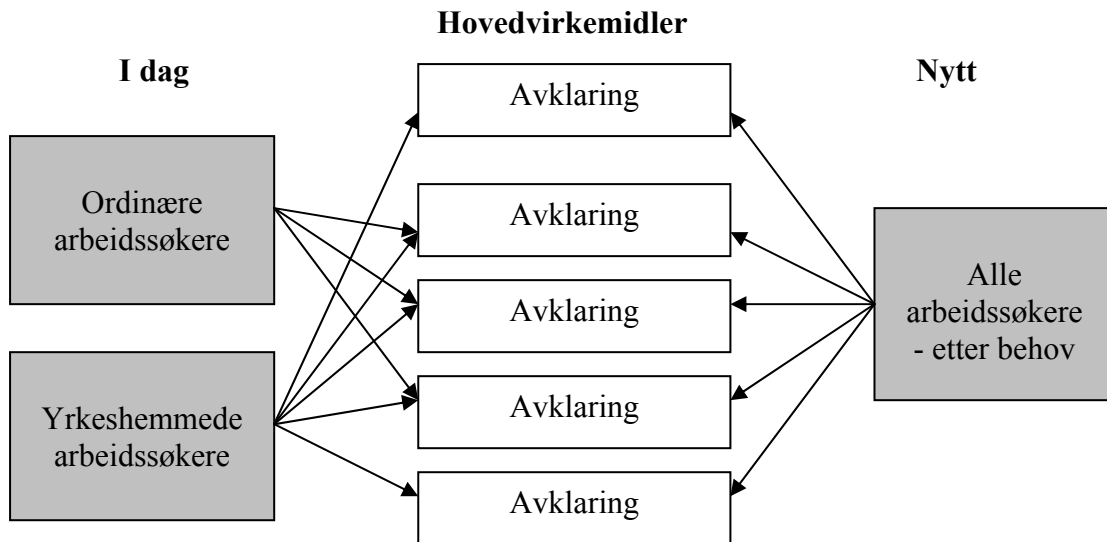 Hovedvirkemidler
I dag
Nytt
Avklaring
Ordinære
arbeidssøkere
Avklaring
Avklaring
Alle
arbeidssøkere
- etter behov
Yrkeshemmede
arbeidssøkere
Avklaring
Avklaring